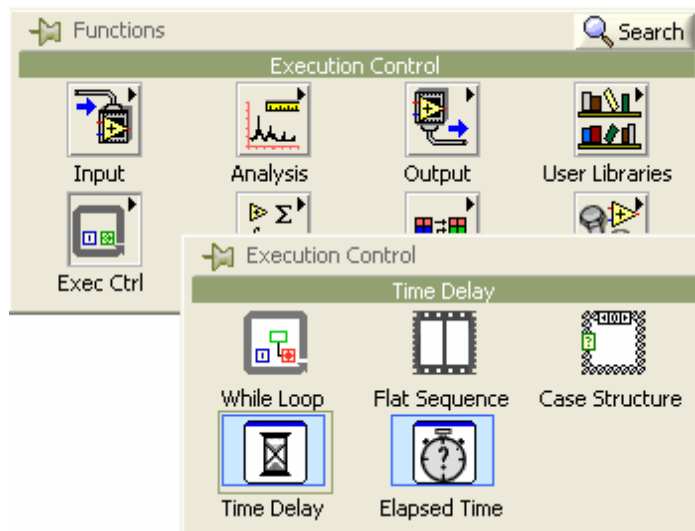 Functions
Search
Execution Control
Input
Analysis
Output
User Libraries
Exec Ctrl
Execution Control
Time Delay
While Loop
Flat Sequence
Case Structure
Time Delay
Elapsed Time